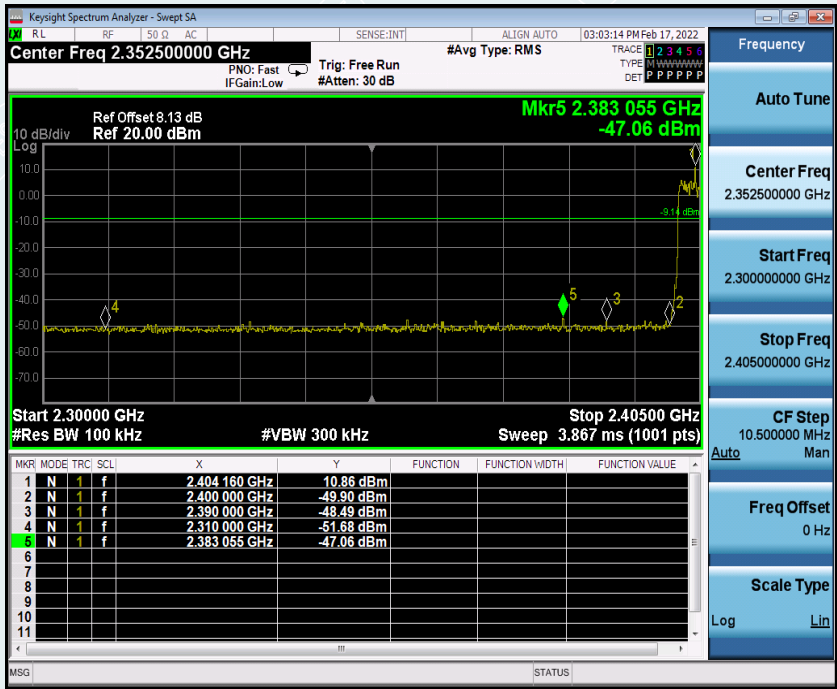 Keysight Spectrum Analyzer - Swept SA
LXI RL RF 50 Ω AC SENSE:INT ALIGN AUTO 03:03:14 PM Feb 17, 2022
Center Freq 2.352500000 GHz
PNO: Fast
IFGain:Low
Trig: Free Run
#Atten: 30 dB
#Avg Type: RMS
TRACE 1 2 3 4 5 6
TYPE M W W W W W
DET P P P P P P
Ref Offset 8.13 dB
Ref 20.00 dBm
10 dB/div
Log
Mkr5 2.383 055 GHz
-47.06 dBm
10.0
0.00
-9.14 dBm
-10.0
-20.0
-30.0
-40.0
-50.0
-60.0
-70.0
4
5
3
2
Start 2.30000 GHz Stop 2.40500 GHz
#Res BW 100 kHz #VBW 300 kHz Sweep 3.867 ms (1001 pts)
MKR MODE TRC SCL X Y FUNCTION FUNCTION WIDTH FUNCTION VALUE
1 N 1 f 2.404 160 GHz 10.86 dBm
2 N 1 f 2.400 000 GHz -49.90 dBm
3 N 1 f 2.390 000 GHz -48.49 dBm
4 N 1 f 2.310 000 GHz -51.68 dBm
5 N 1 f 2.383 055 GHz -47.06 dBm
6
7
8
9
10
11
MSG STATUS
Frequency
Auto Tune
Center Freq
2.352500000 GHz
Start Freq
2.300000000 GHz
Stop Freq
2.405000000 GHz
CF Step
10.500000 MHz
Auto Man
Freq Offset
0 Hz
Scale Type
Log Lin